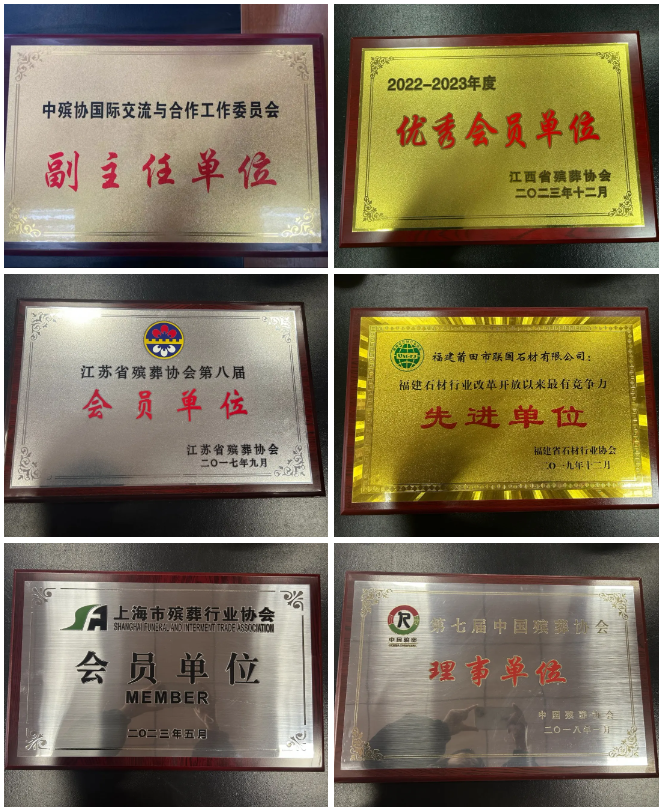 中殡协国际交流与合作工作委员会
副主任单位
2022-2023年度
优秀会员单位
江西省殡葬协会
二〇二三年十二月
江苏省殡葬协会第八届
会员单位
江苏省殡葬协会
二〇一七年九月
福建莆田市联国石材有限公司：
福建石材行业改革开放以来最有竞争力
先进单位
福建省石材行业协会
二〇一九年十二月
上海市殡葬行业协会
SHANGHAI FUNERAL AND INTERMENT TRADE ASSOCIATION
会员单位
MEMBER
二〇二三年五月
第七届中国殡葬协会
理事单位
中国殡葬协会
二〇一八年一月